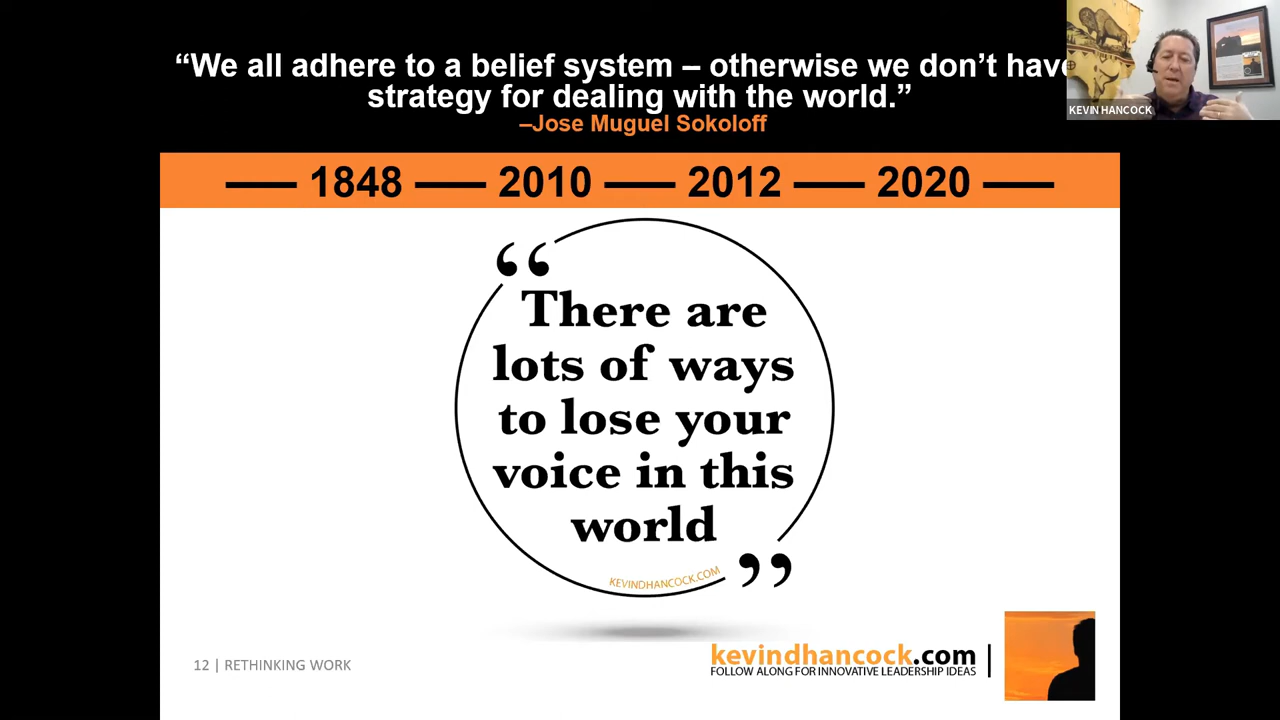 “We all adhere to a belief system – otherwise we don’t have
strategy for dealing with the world.”
–Jose Muguel Sokoloff
KEVIN HANCOCK
1848 2010 2012 2020
“There are
lots of ways
to lose your
voice in this
world”
KEVINDHANCOCK.COM
12 | RETHINKING WORK
kevindhancock.com
FOLLOW ALONG FOR INNOVATIVE LEADERSHIP IDEAS